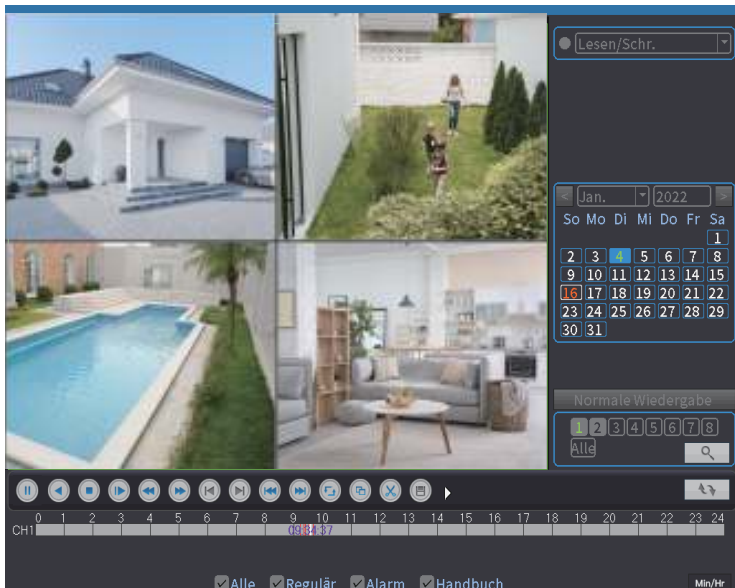 Lesen/Schr.
< Jan. 2022 >
So Mo Di Mi Do Fr Sa
1
2 3 4 5 6 7 8
9 10 11 12 13 14 15
16 17 18 19 20 21 22
23 24 25 26 27 28 29
30 31
Normale Wiedergabe
1 2 3 4 5 6 7 8
Alle
0 1 2 3 4 5 6 7 8 9 10 11 12 13 14 15 16 17 18 19 20 21 22 23 24
CH1 09:34:37
Alle Regulär Alarm Handbuch Min/Hr